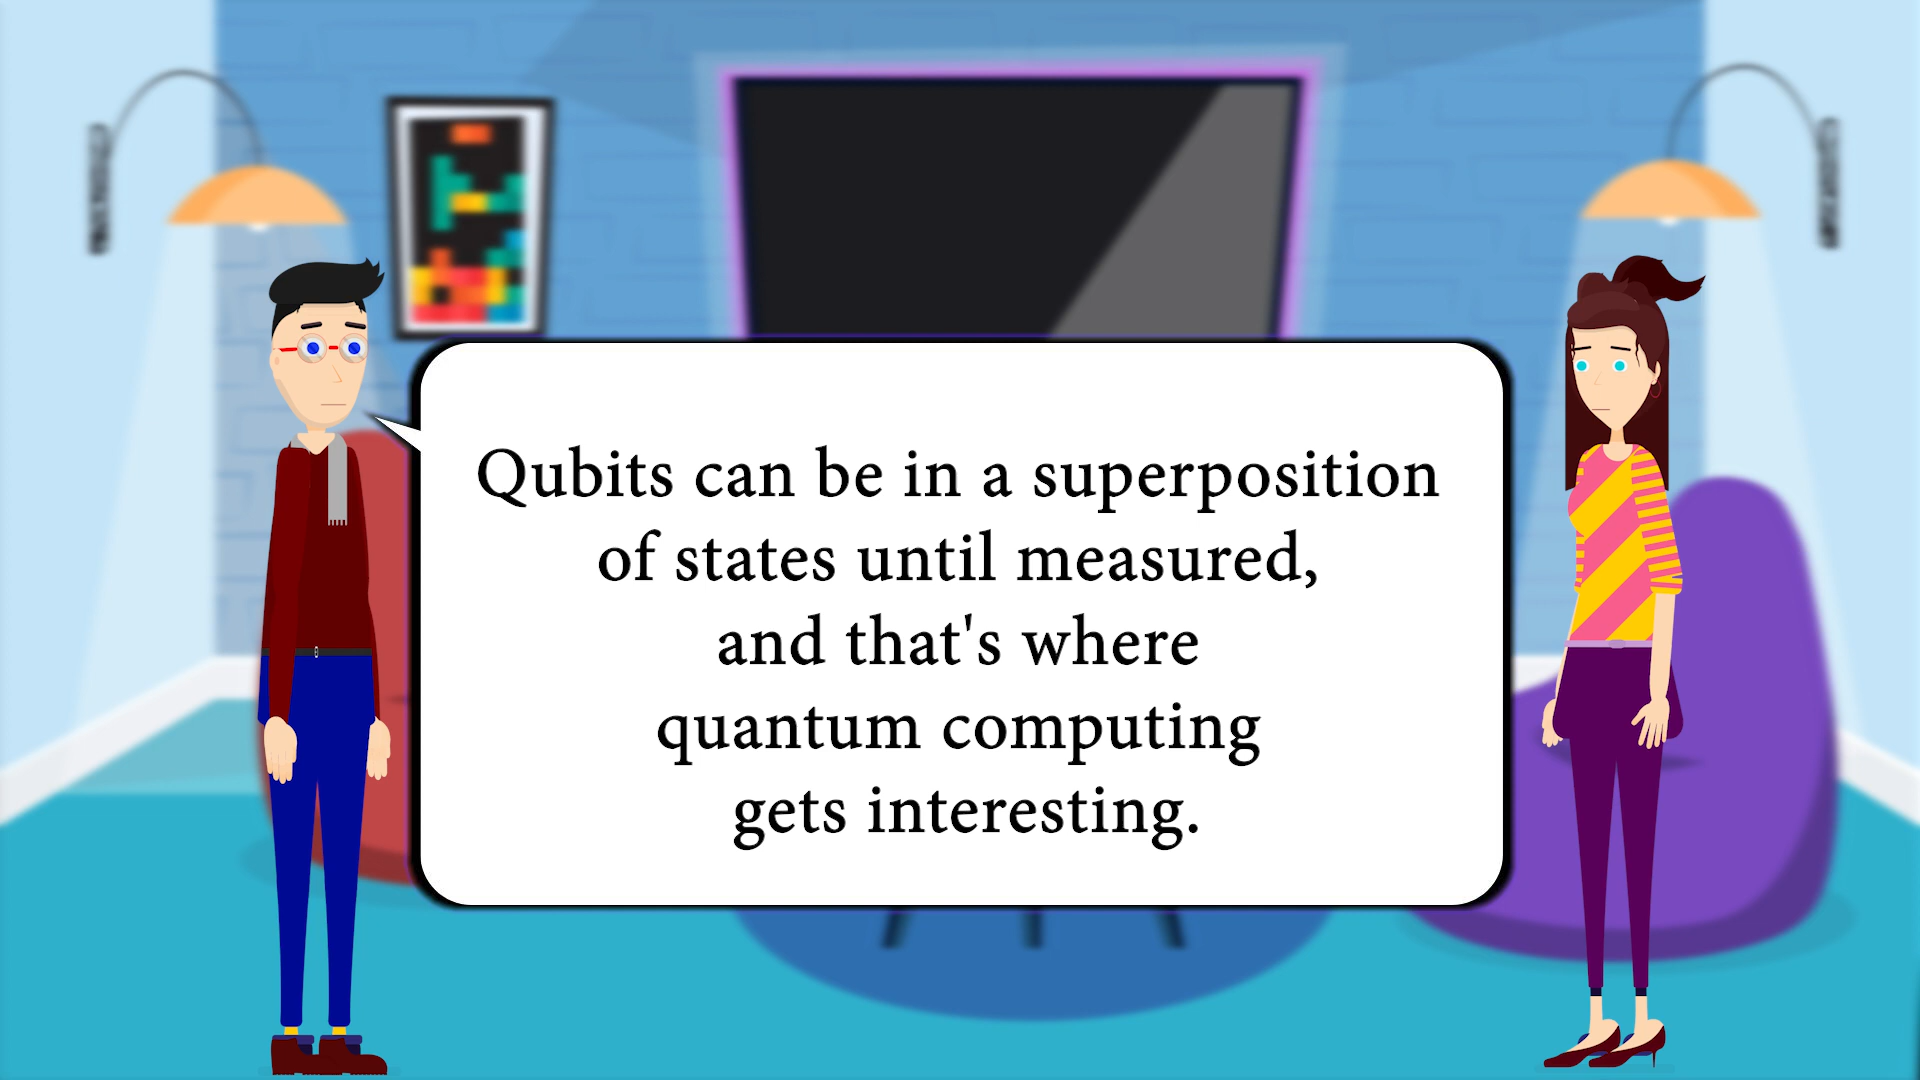 Qubits can be in a superposition
of states until measured,
and that's where
quantum computing
gets interesting.